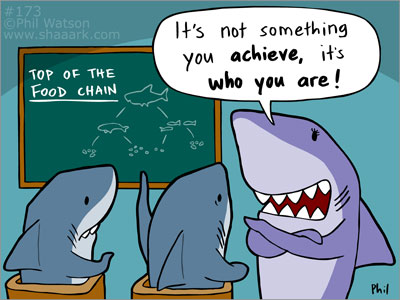 #173
©Phil Watson
www.shaaark.com
It's not something
you achieve, it's
who you are!
TOP OF THE
FOOD CHAIN
Phil